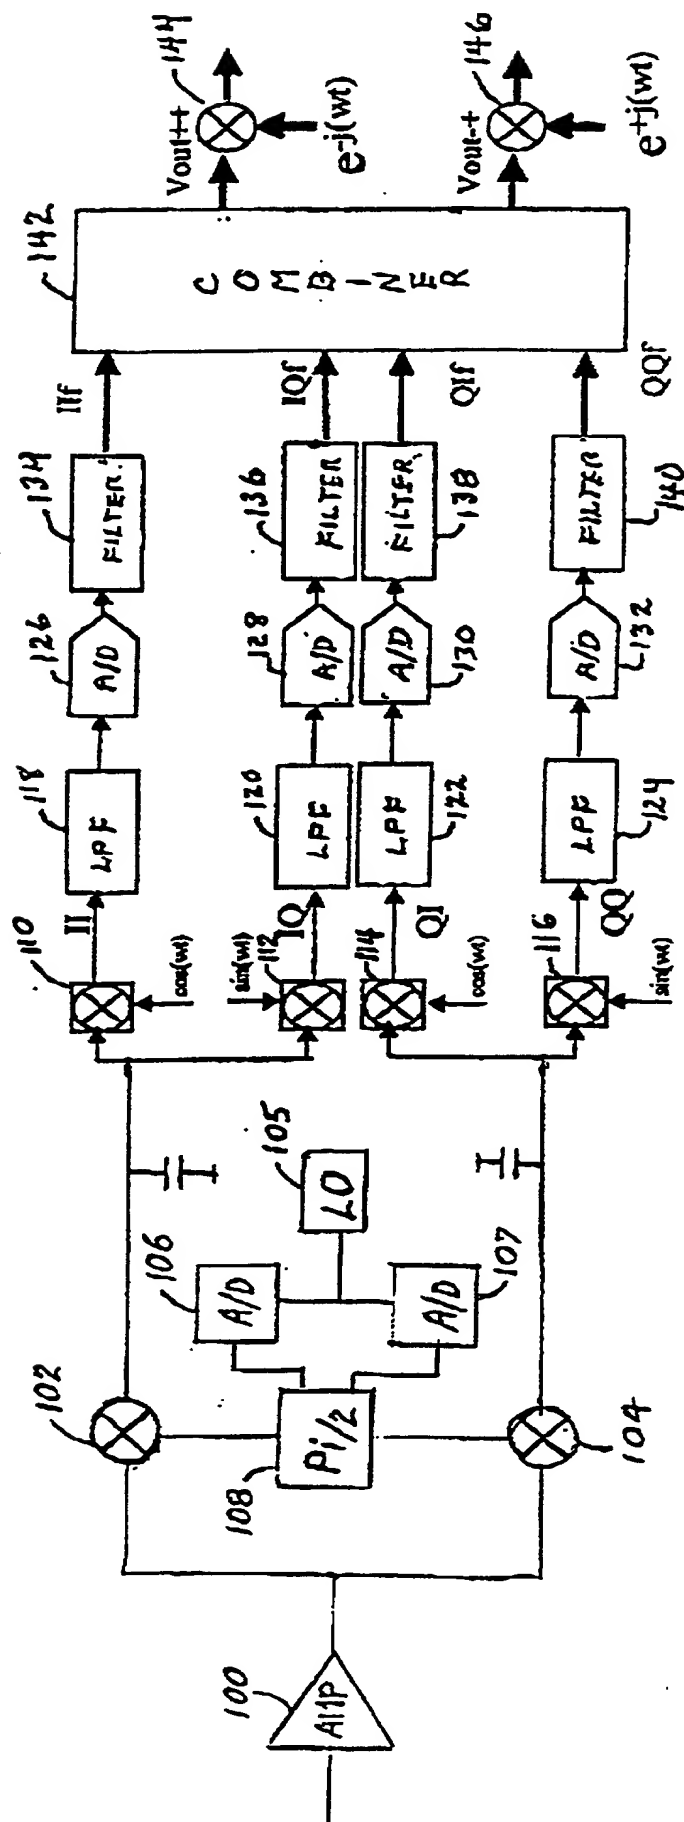 100
AMP
102
104
108
Pi/2
106
A/D
107
A/D
105
LO
110
cos(wt)
II
118
LPF
126
A/D
134
FILTER
IIf
sin(wt)
112
IQ
120
LPF
128
A/D
136
FILTER
IQf
114
cos(wt)
QI
122
LPF
130
A/D
138
FILTER
QIf
116
sin(wt)
QQ
124
LPF
132
A/D
140
FILTER
QQf
142
COMBINER
Vout++
144
e-j(wt)
Vout-+
146
e+j(wt)